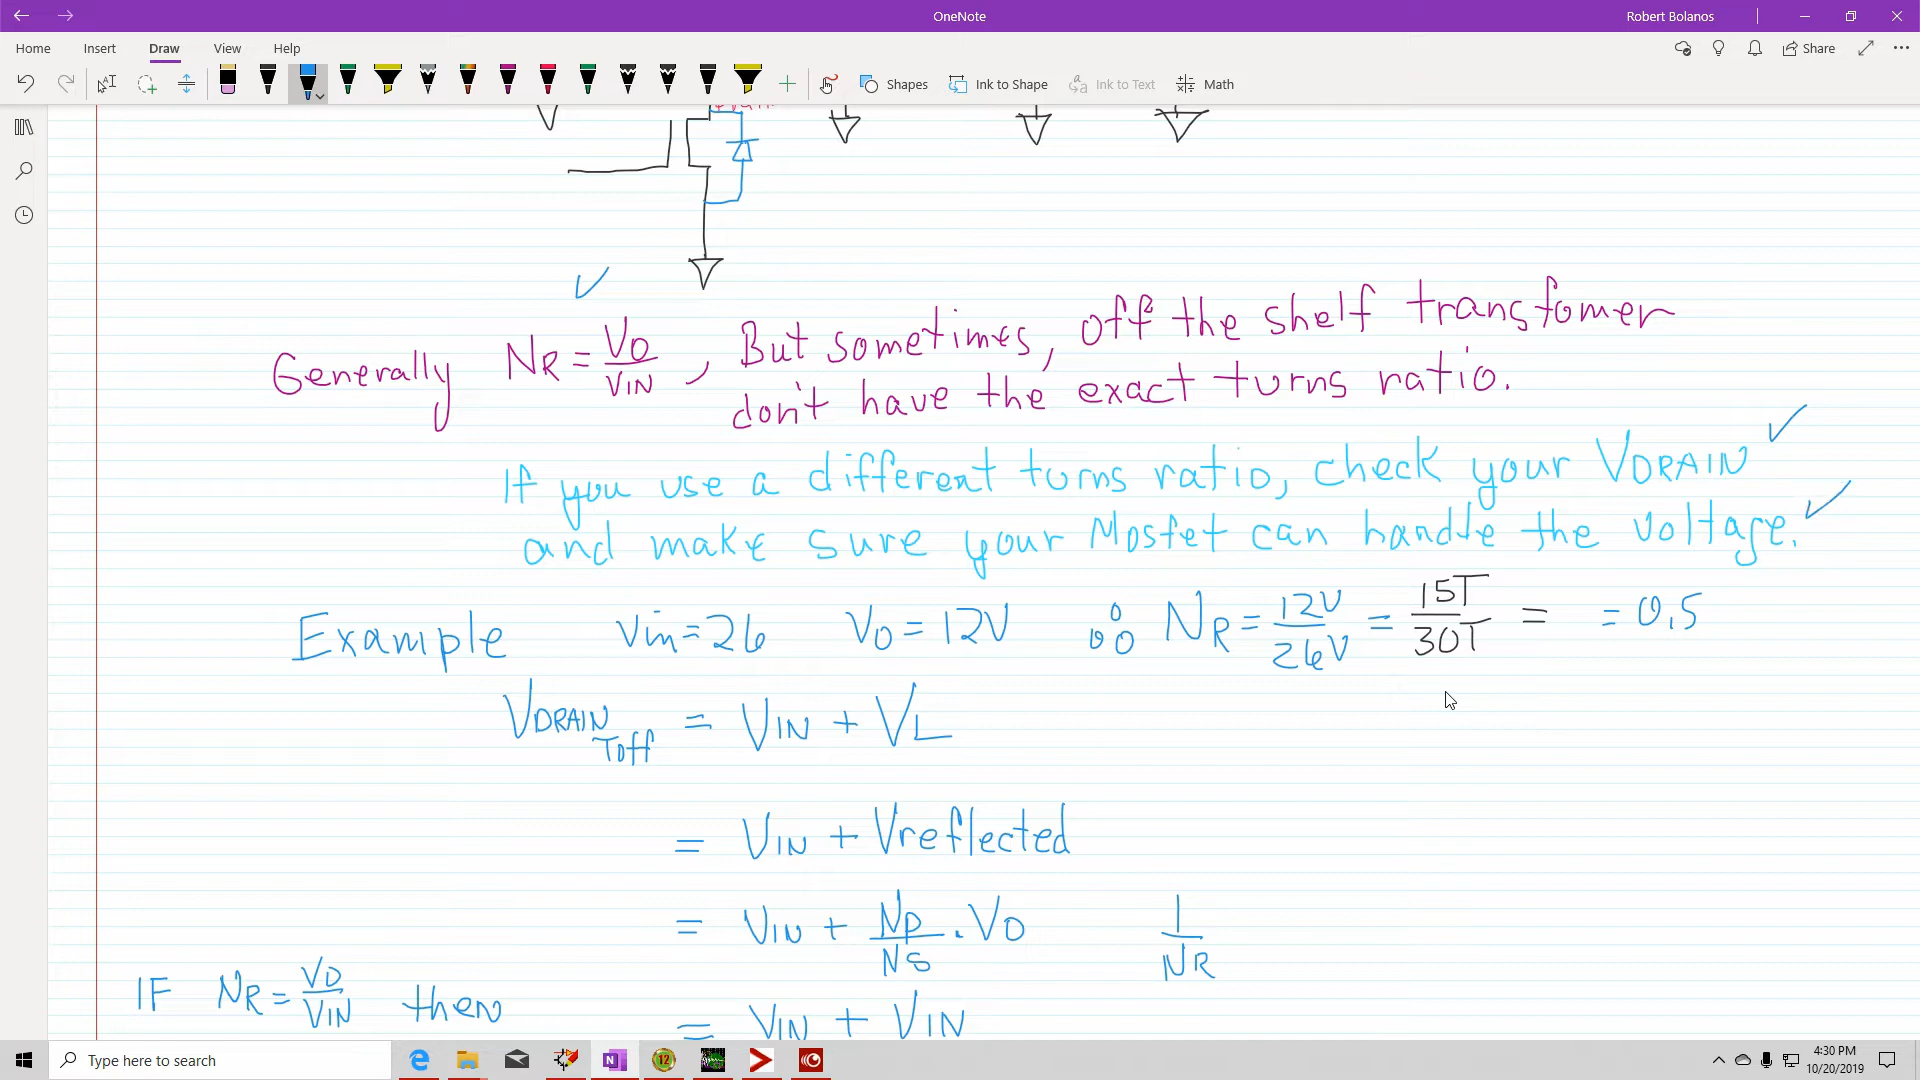 OneNote
Robert Bolanos
Home Insert Draw View Help
Share
Shapes Ink to Shape Ink to Text Math
Generally NR = VO/VIN, But sometimes, off the shelf transfomer
don't have the exact turns ratio.
If you use a different turns ratio, check your VDRAIN
and make sure your Mosfet can handle the voltage.
Example Vin=26 VO=12V NR = 12V/26V = 15T/30T = = 0.5
VDRAIN Toff = VIN + VL
= VIN + Vreflected
= VIN + NP/NS . VO 1/NR
IF NR = VO/VIN then
= VIN + VIN
Type here to search
12
4:30 PM
10/20/2019